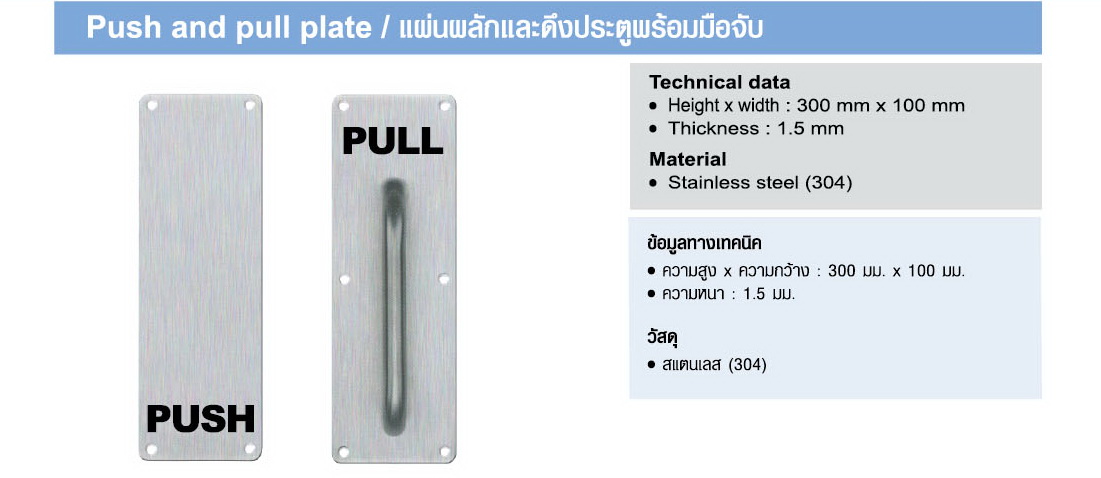 Push and pull plate / แผ่นผลักและดึงประตูพร้อมมือจับ
PUSH
PULL
Technical data
• Height x width : 300 mm x 100 mm
• Thickness : 1.5 mm
Material
• Stainless steel (304)
ข้อมูลทางเทคนิค
• ความสูง x ความกว้าง : 300 มม. x 100 มม.
• ความหนา : 1.5 มม.
วัสดุ
• สแตนเลส (304)